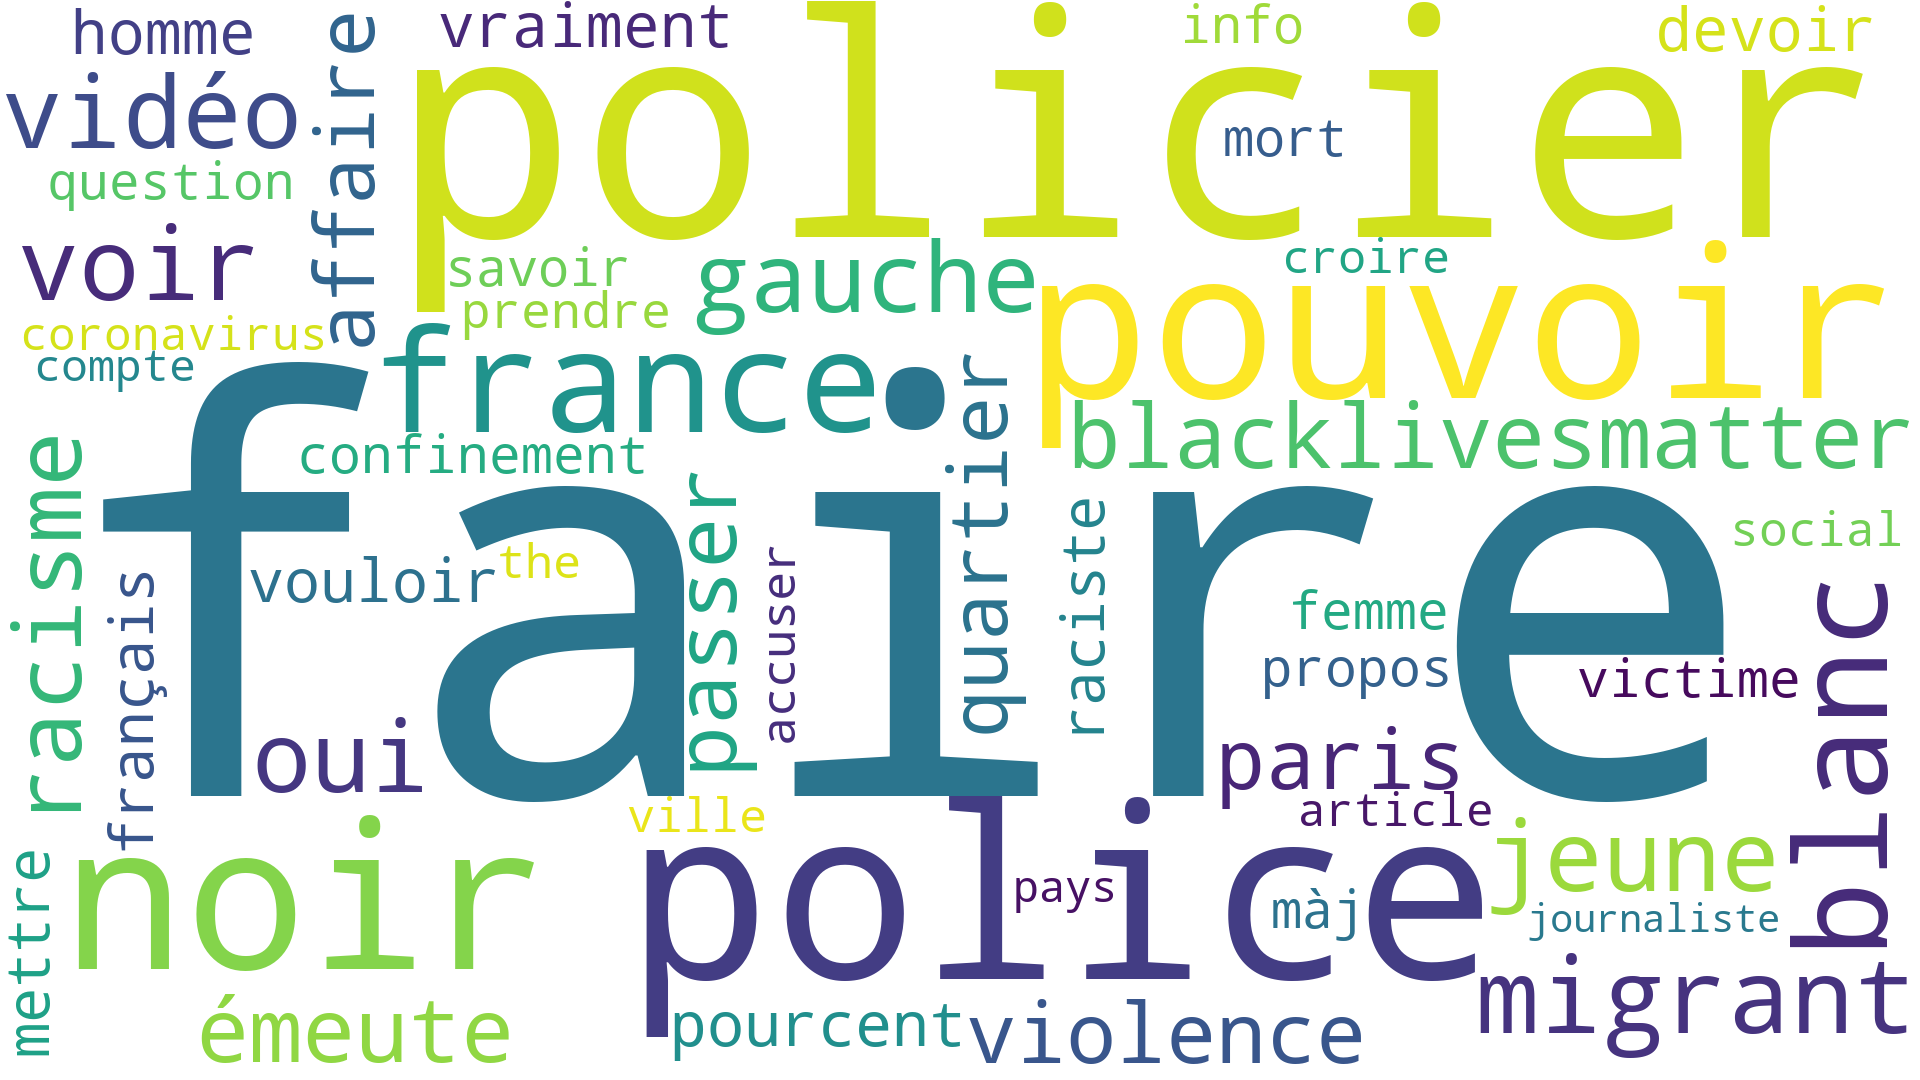 homme
vraiment
info
devoir
policier
affaire
vidéo
mort
question
voir
savoir
gauche
croire
prendre
pouvoir
coronavirus
compte
france
blacklivesmatter
confinement
quartier
racisme
faire
passer
raciste
social
vouloir
the
accuser
français
femme
propos
victime
blanc
oui
paris
ville
article
noir
police
jeune
pays
màj
journaliste
mettre
émeute
pourcent
violence
migrant